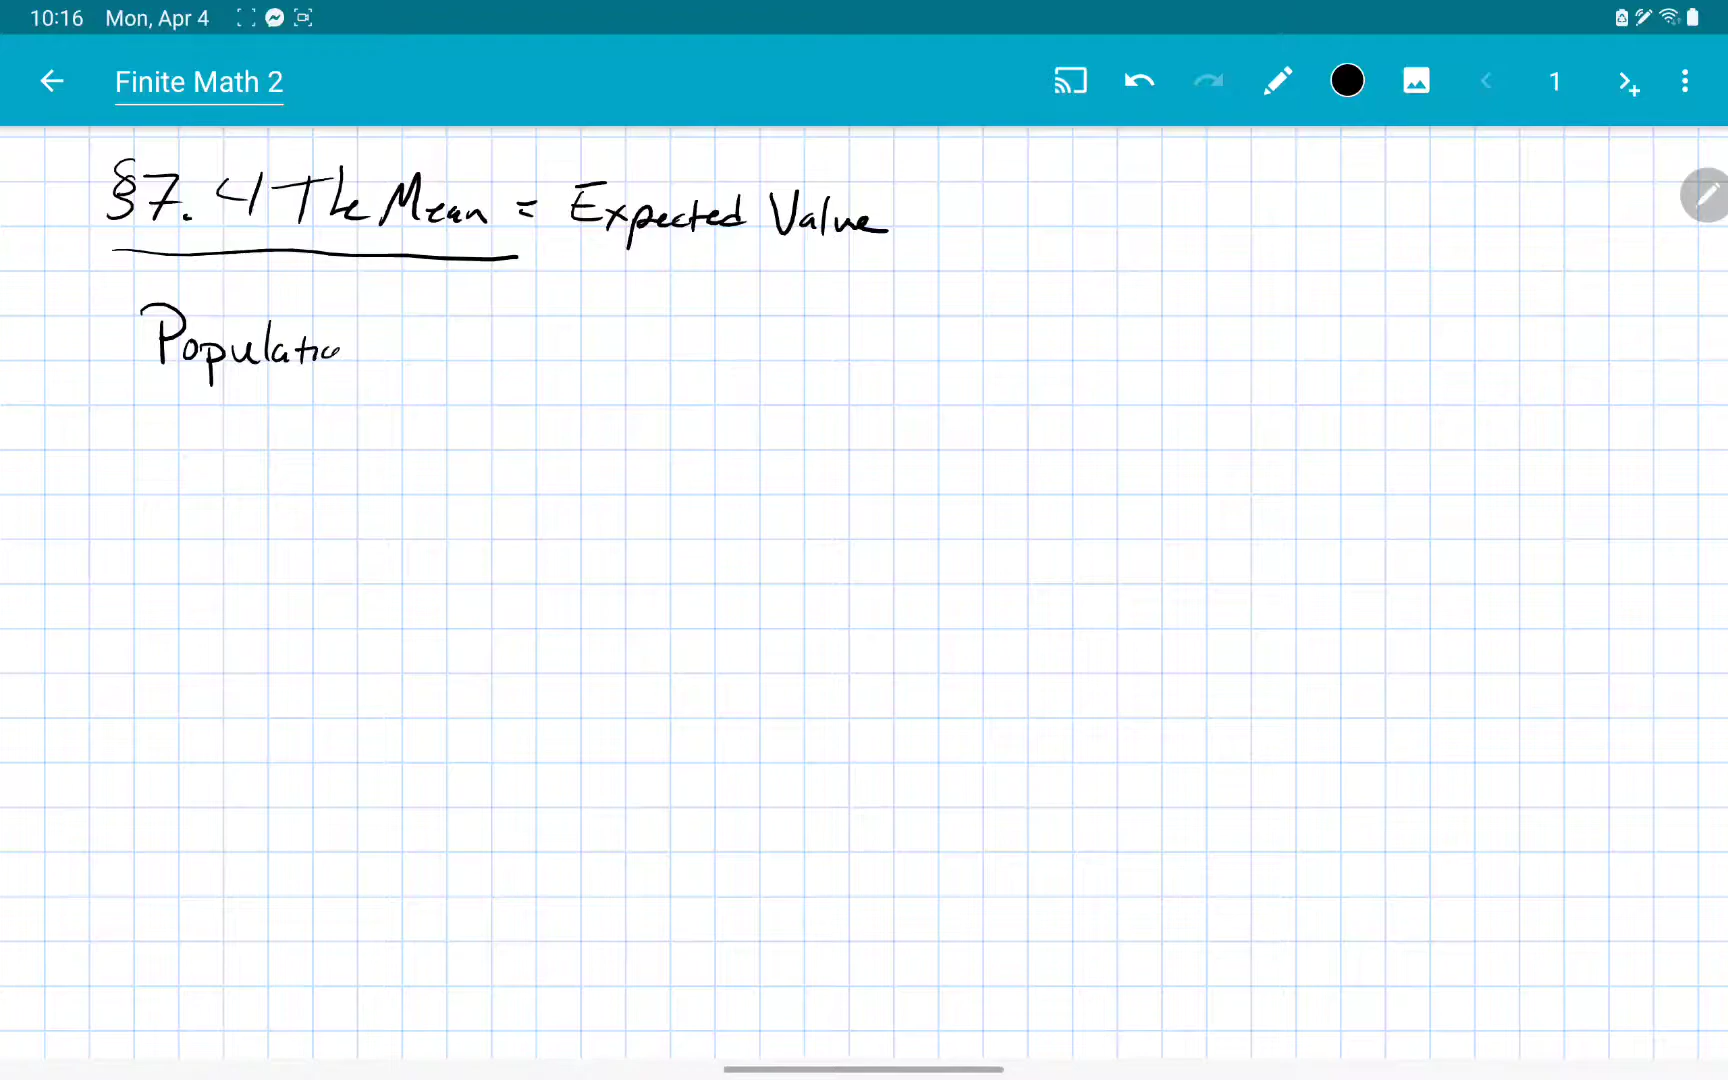 10:16 Mon, Apr 4
Finite Math 2
1
§7.4 The Mean = Expected Value
Populatio